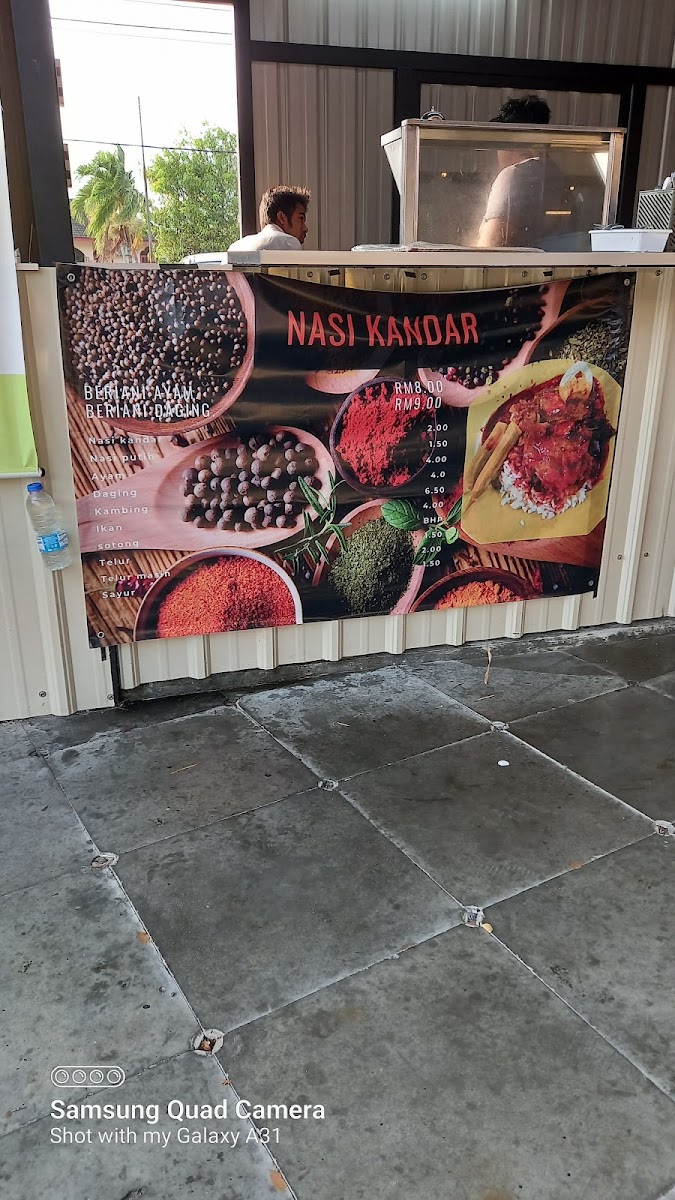 NASI KANDAR
BERIANI AYAM RM8.00
BERIANI DAGING RM9.00
Nasi kandar 2.00
Nasi putih 1.50
Ayam 4.00
Daging 4.0
Kambing 6.50
Ikan 4.00
sotong BHP
Telur 1.50
Telur masin 2.00
Sayur 1.50
Samsung Quad Camera
Shot with my Galaxy A31